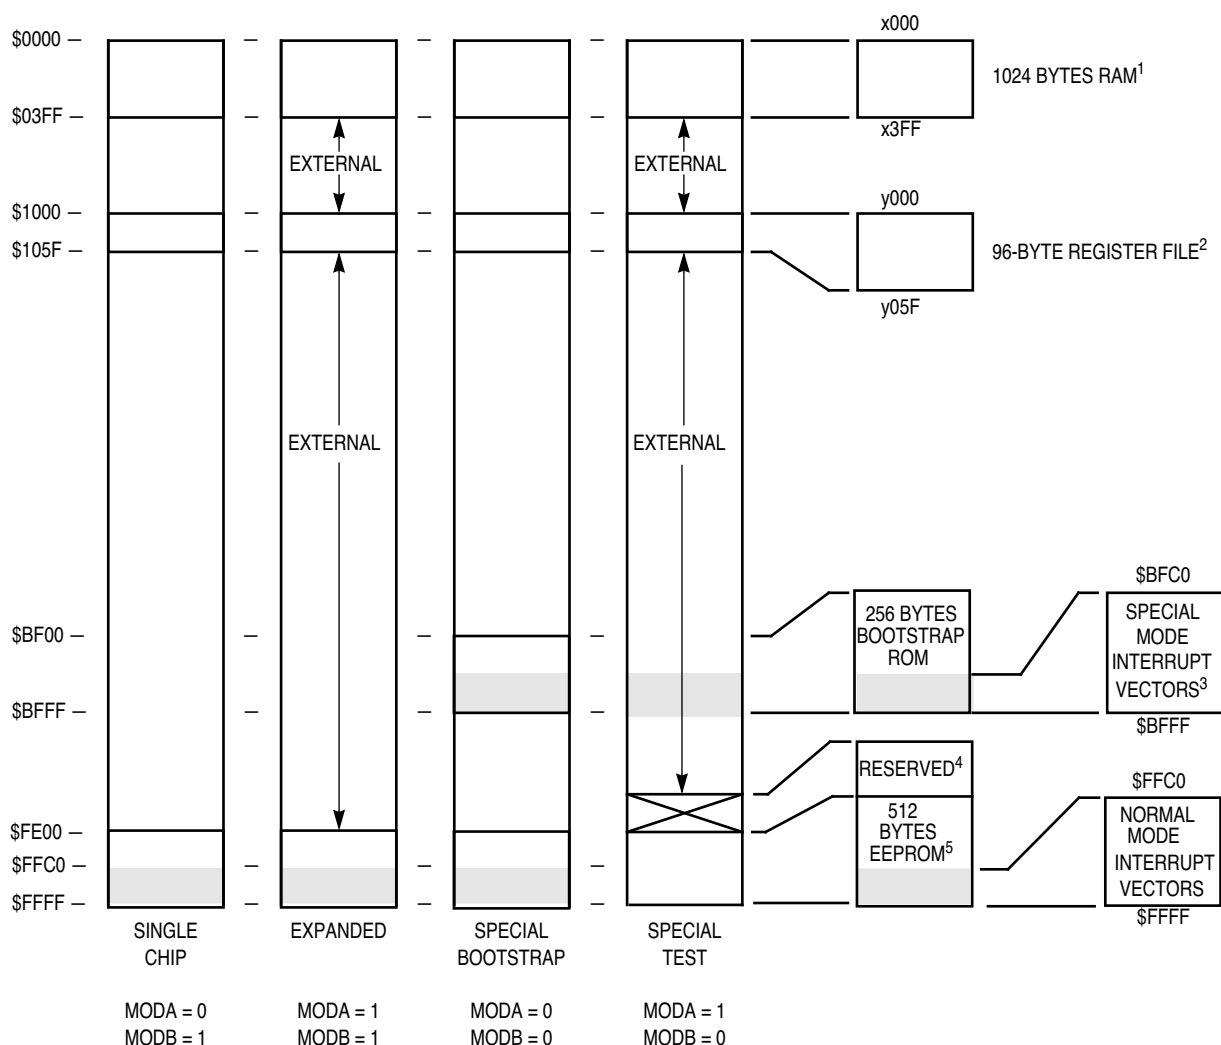 x000
$0000
1024 BYTES RAM1
$03FF
x3FF
EXTERNAL
EXTERNAL
y000
$1000
$105F
96-BYTE REGISTER FILE2
y05F
EXTERNAL
EXTERNAL
$BFC0
256 BYTES
BOOTSTRAP
ROM
SPECIAL
MODE
INTERRUPT
VECTORS3
$BF00
$BFFF
$BFFF
RESERVED4
$FFC0
512
BYTES
EEPROM5
NORMAL
MODE
INTERRUPT
VECTORS
$FE00
$FFC0
$FFFF
$FFFF
SINGLE
CHIP
EXPANDED
SPECIAL
BOOTSTRAP
SPECIAL
TEST
MODA = 0
MODB = 1
MODA = 1
MODB = 1
MODA = 0
MODB = 0
MODA = 1
MODB = 0